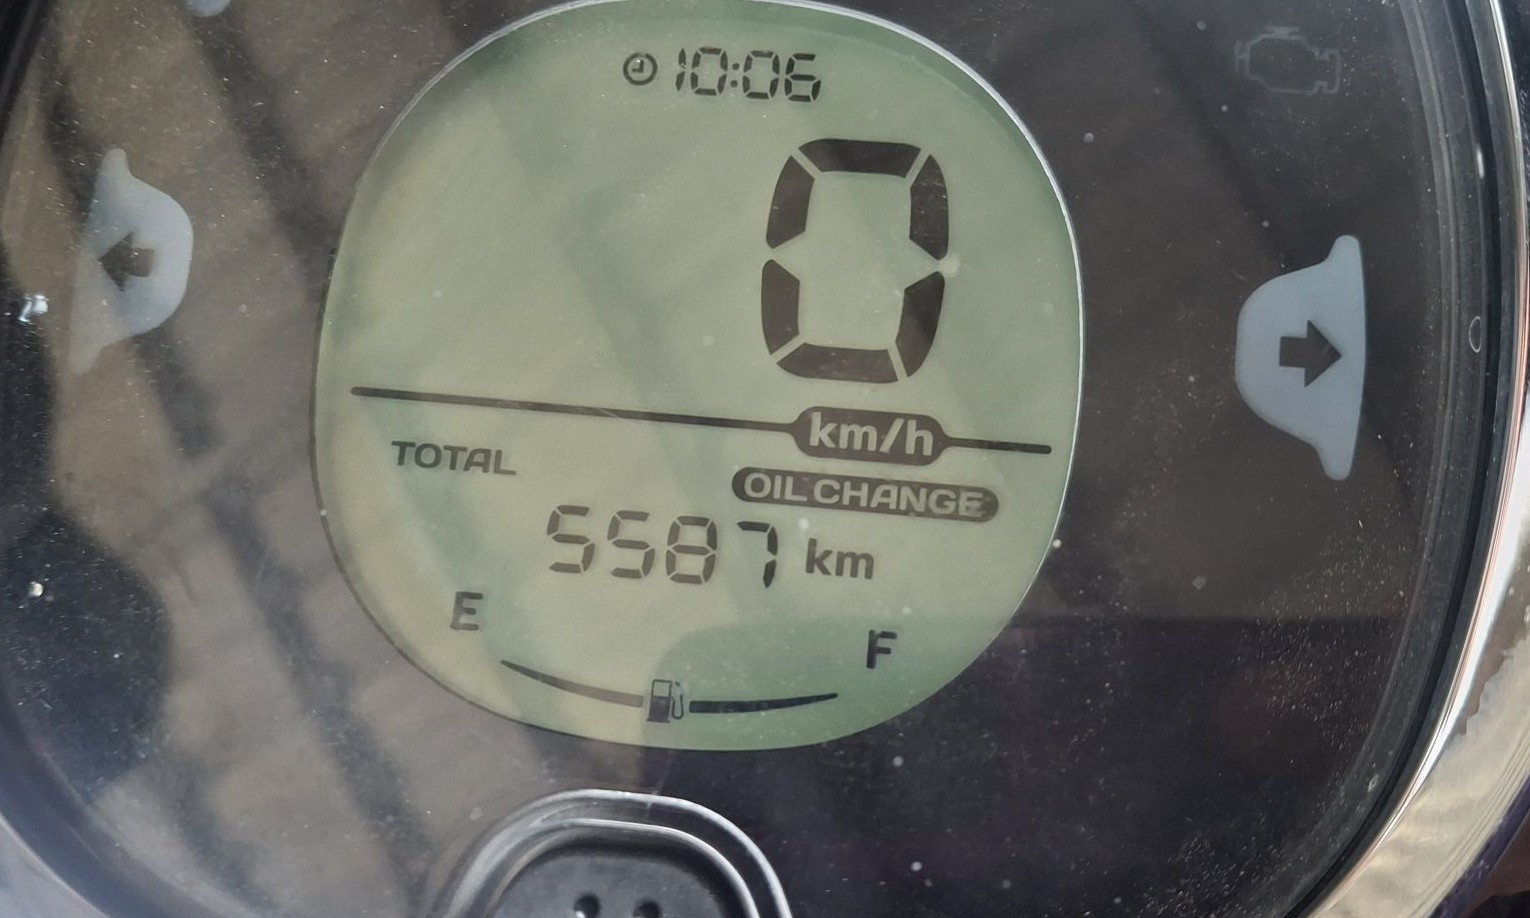 10:06
0
km/h
TOTAL
OIL CHANGE
5587 km
E
F